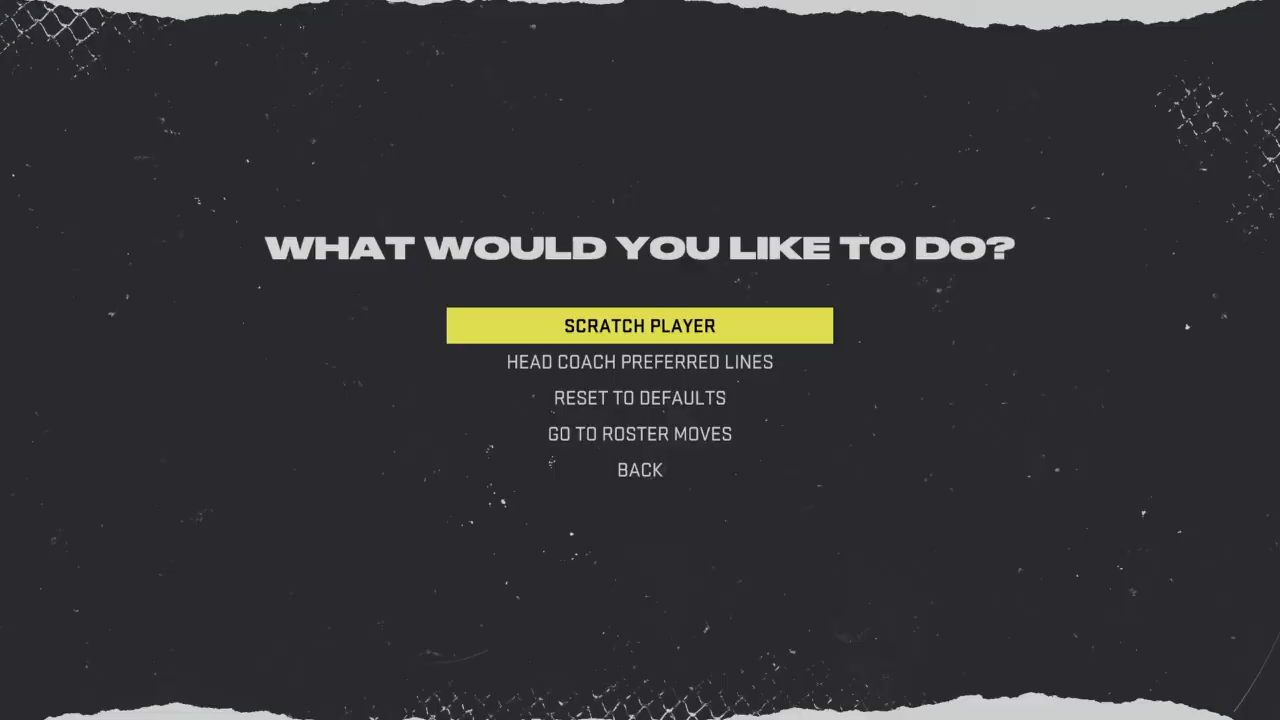 WHAT WOULD YOU LIKE TO DO?
SCRATCH PLAYER
HEAD COACH PREFERRED LINES
RESET TO DEFAULTS
GO TO ROSTER MOVES
BACK